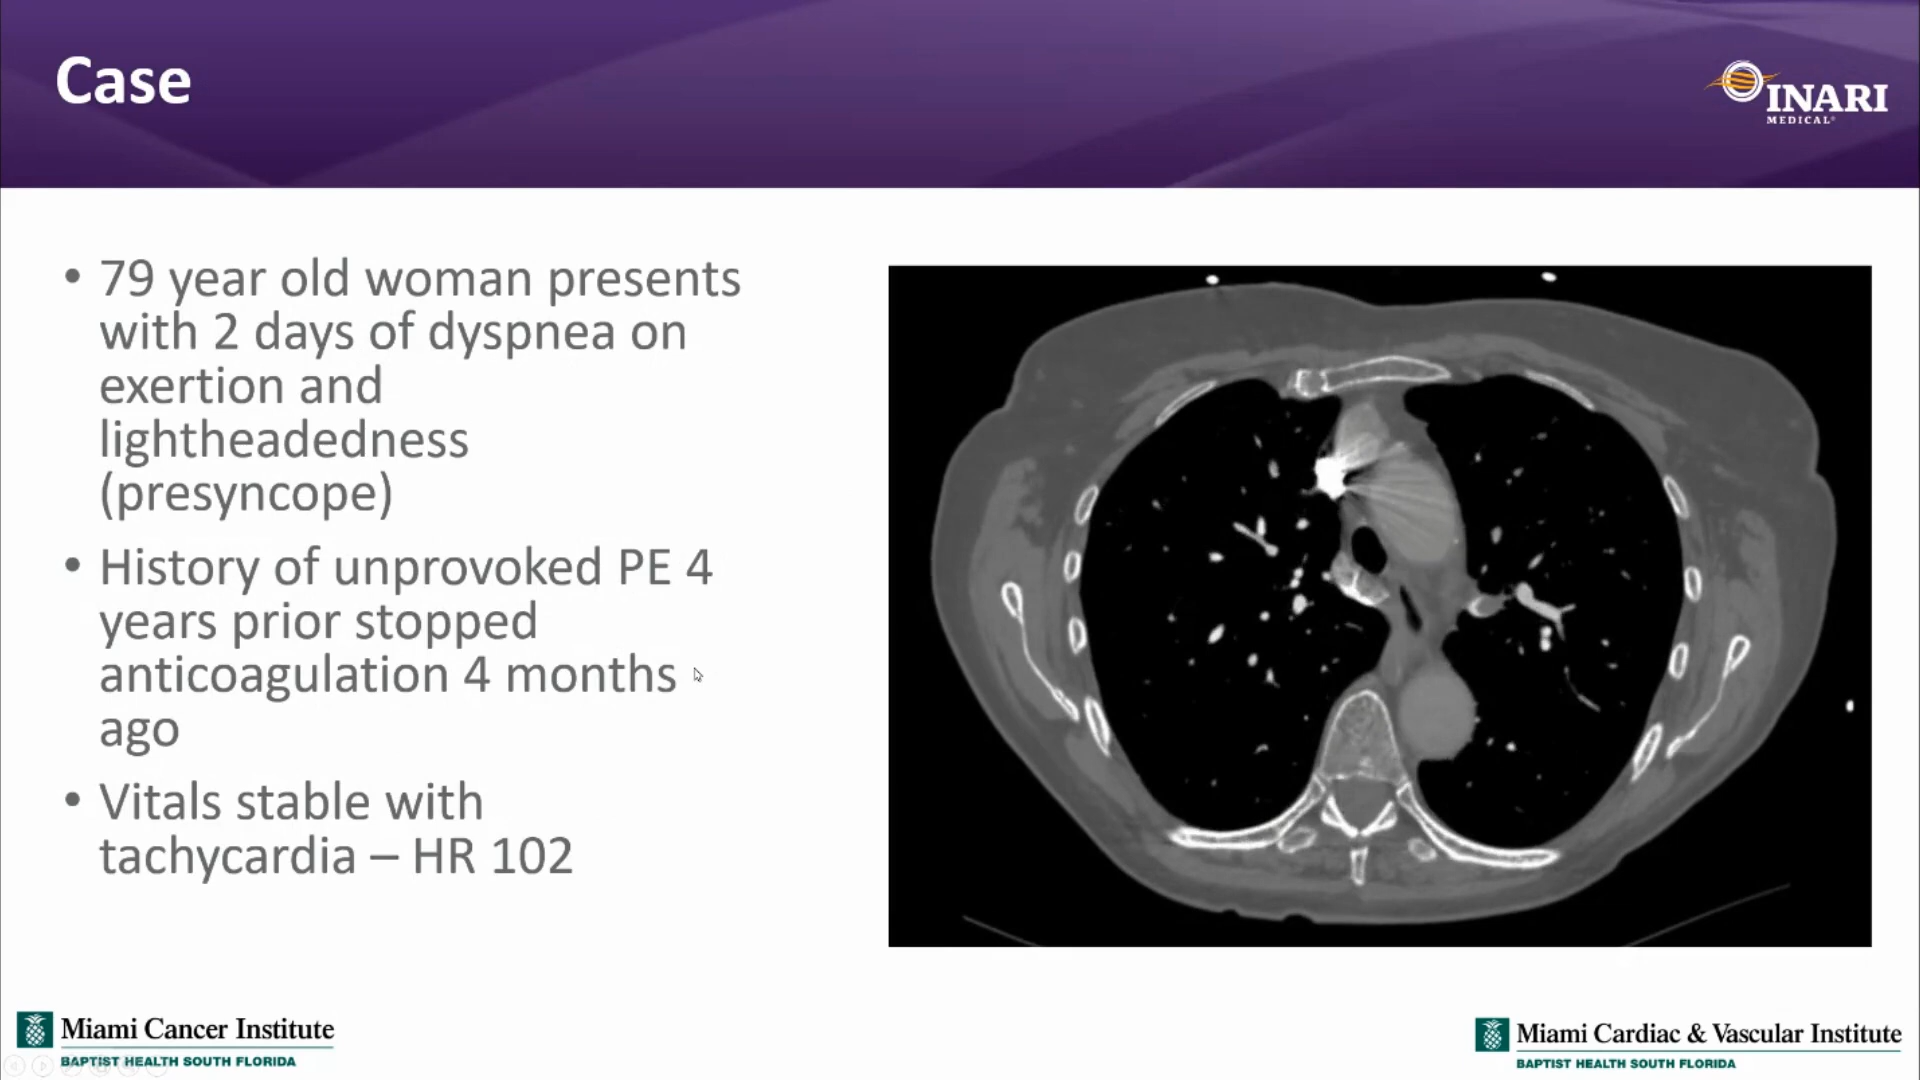 Case
INARI
MEDICAL®
• 79 year old woman presents
with 2 days of dyspnea on
exertion and
lightheadedness
(presyncope)
• History of unprovoked PE 4
years prior stopped
anticoagulation 4 months
ago
• Vitals stable with
tachycardia – HR 102
Miami Cancer Institute
BAPTIST HEALTH SOUTH FLORIDA
Miami Cardiac & Vascular Institute
BAPTIST HEALTH SOUTH FLORIDA